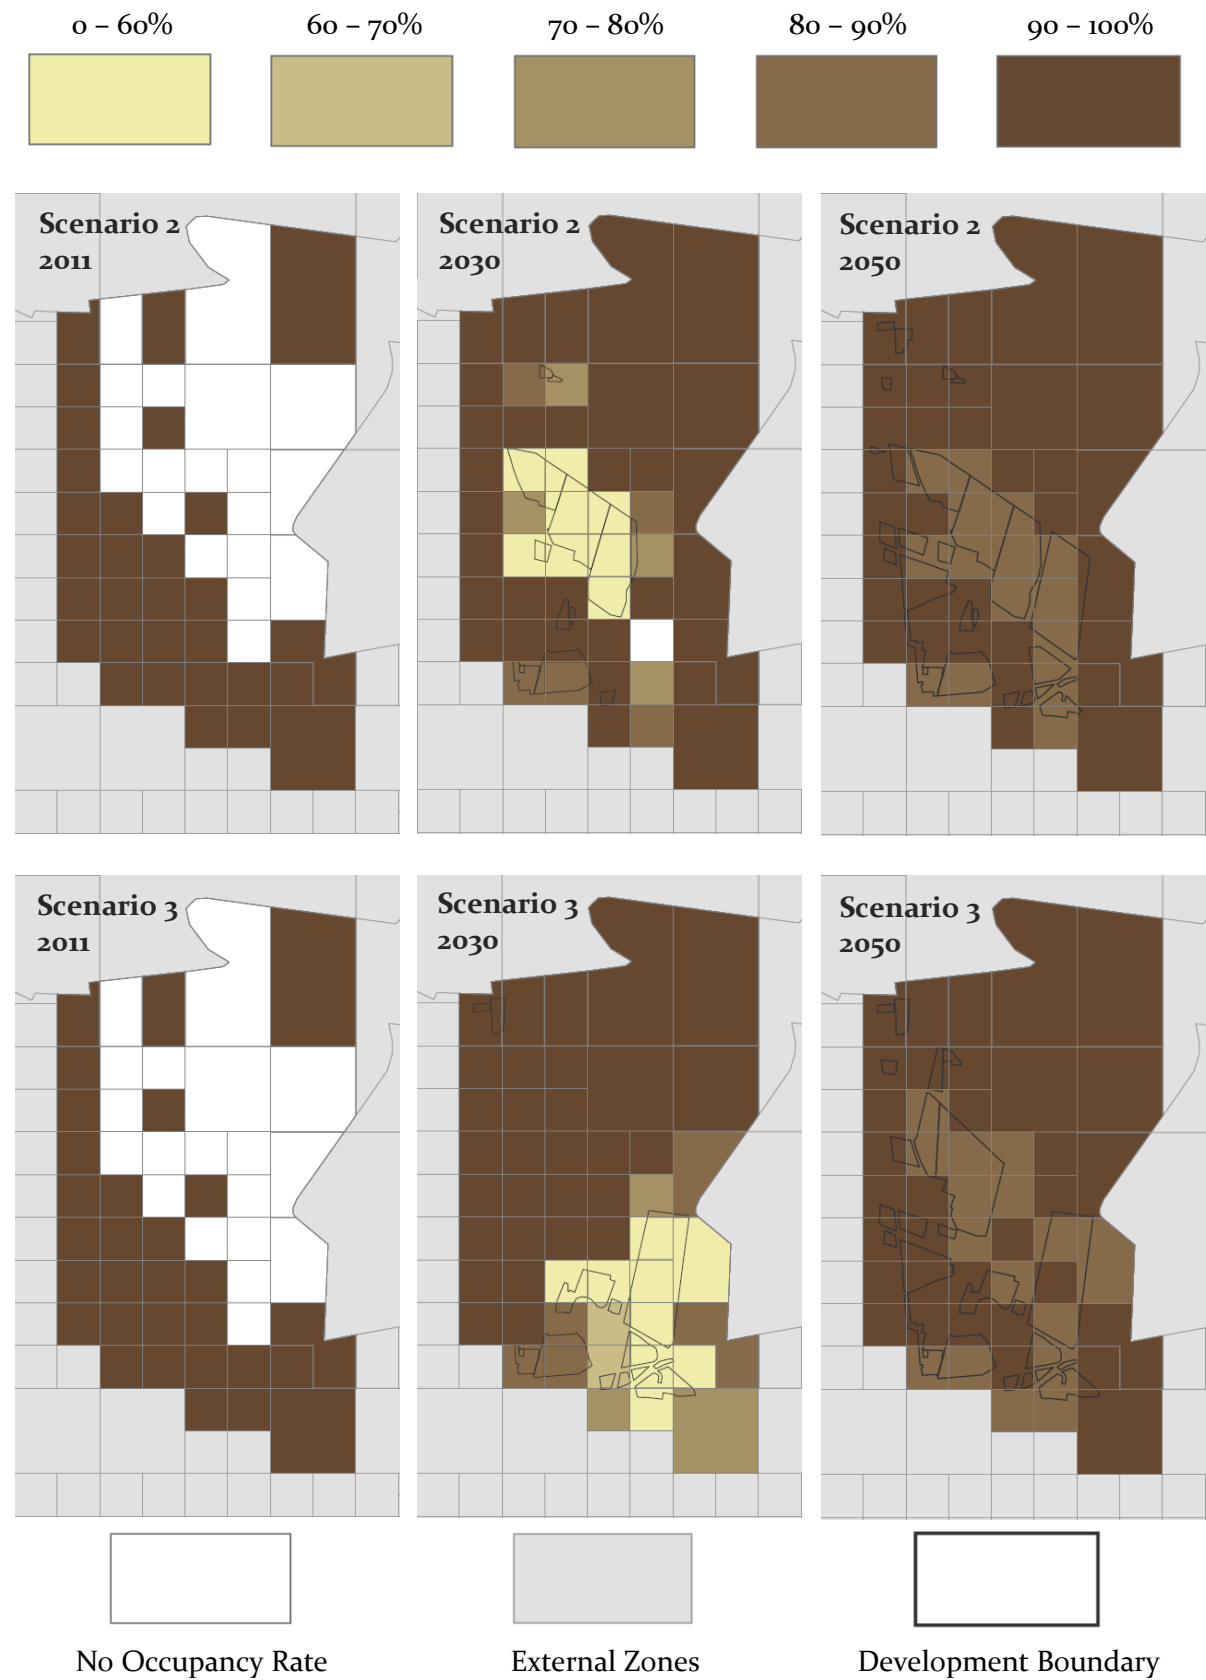 0 – 60% 60 – 70% 70 – 80% 80 – 90% 90 – 100%
Scenario 2
2011
Scenario 2
2030
Scenario 2
2050
Scenario 3
2011
Scenario 3
2030
Scenario 3
2050
No Occupancy Rate External Zones Development Boundary